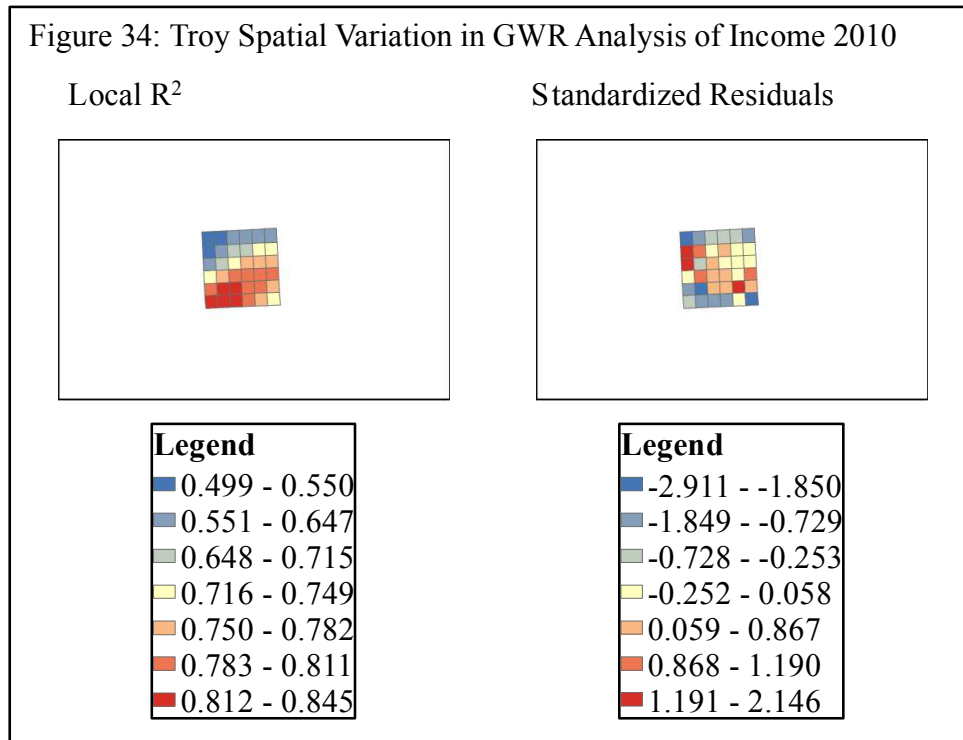 Figure 34: Troy Spatial Variation in GWR Analysis of Income 2010
Local R²
Standardized Residuals
Legend
0.499 - 0.550
0.551 - 0.647
0.648 - 0.715
0.716 - 0.749
0.750 - 0.782
0.783 - 0.811
0.812 - 0.845
Legend
-2.911 - -1.850
-1.849 - -0.729
-0.728 - -0.253
-0.252 - 0.058
0.059 - 0.867
0.868 - 1.190
1.191 - 2.146